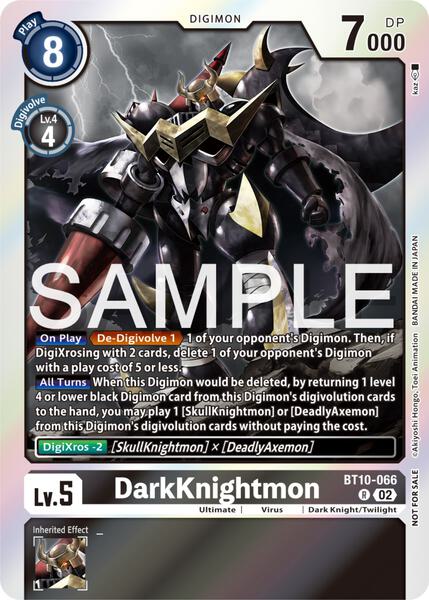 Play
8
DIGIMON
DP
7000
Digivolve
Lv.4
4
kaz
©Akiyoshi Hongo, Toei Animation BANDAI MADE IN JAPAN
SAMPLE
On Play De-Digivolve 1 1 of your opponent's Digimon. Then, if
DigiXrosing with 2 cards, delete 1 of your opponent's Digimon
with a play cost of 5 or less.
All Turns When this Digimon would be deleted, by returning 1 level
4 or lower black Digimon card from this Digimon's digivolution cards
to the hand, you may play 1 [SkullKnightmon] or [DeadlyAxemon]
from this Digimon's digivolution cards without paying the cost.
DigiXros -2 [SkullKnightmon] × [DeadlyAxemon]
Lv.5
DarkKnightmon
BT10-066
R 02
Ultimate Virus Dark Knight/Twilight
NOT FOR SALE
Inherited Effect
–